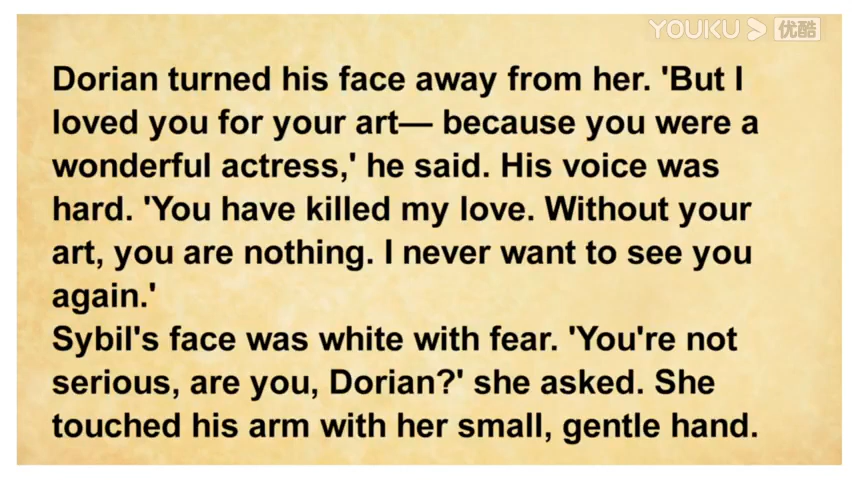 YOUKU 优酷
Dorian turned his face away from her. 'But I
loved you for your art— because you were a
wonderful actress,' he said. His voice was
hard. 'You have killed my love. Without your
art, you are nothing. I never want to see you
again.'
Sybil's face was white with fear. 'You're not
serious, are you, Dorian?' she asked. She
touched his arm with her small, gentle hand.